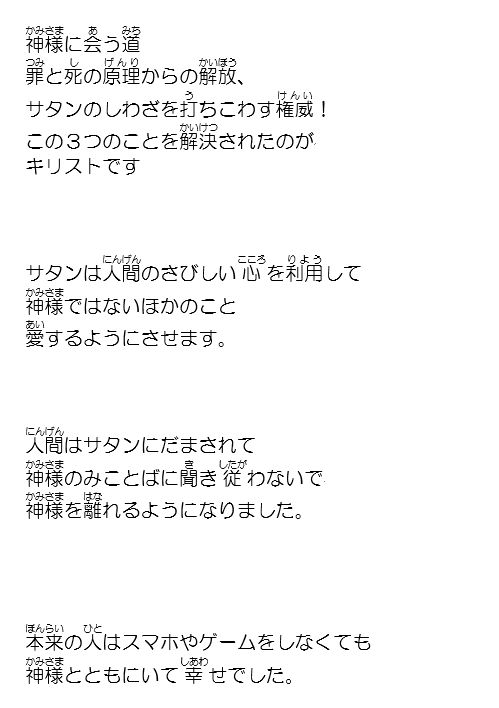 神様に会う道
罪と死の原理からの解放、
サタンのしわざを打ちこわす権威！
この３つのことを解決されたのが
キリストです
サタンは人間のさびしい心を利用して
神様ではないほかのこと
愛するようにさせます。
人間はサタンにだまされて
神様のみことばに聞き従わないで
神様を離れるようになりました。
本来の人はスマホやゲームをしなくても
神様とともにいて幸せでした。